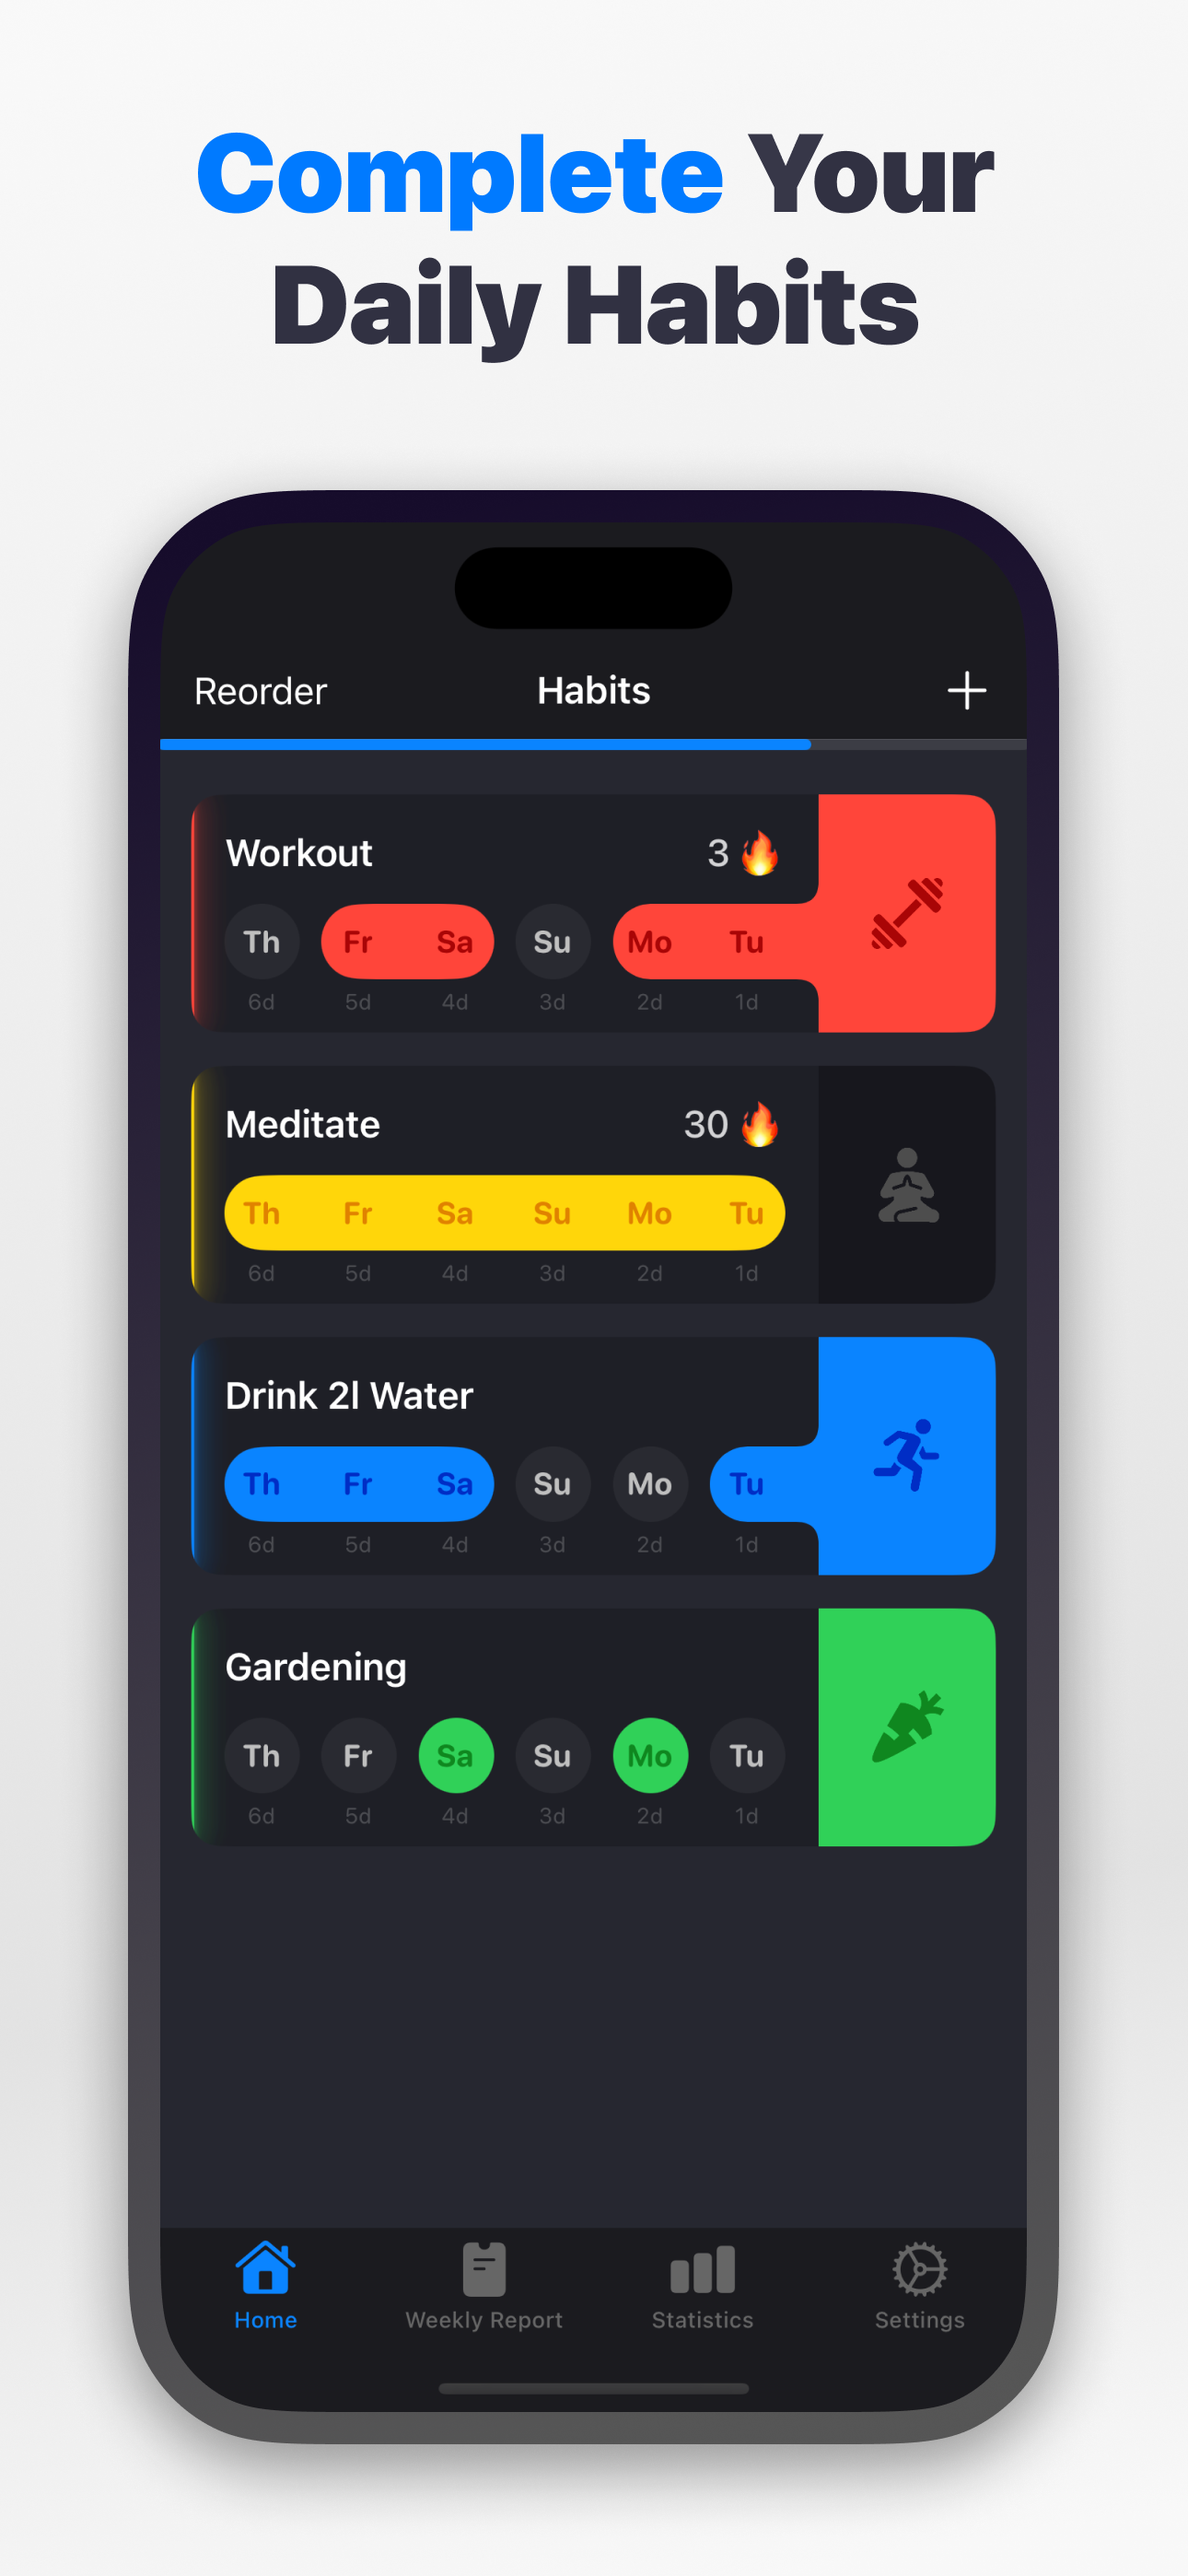 Complete Your
Daily Habits
Reorder Habits +
Workout 3 🔥
Th Fr Sa Su Mo Tu
6d 5d 4d 3d 2d 1d
Meditate 30 🔥
Th Fr Sa Su Mo Tu
6d 5d 4d 3d 2d 1d
Drink 2l Water
Th Fr Sa Su Mo Tu
6d 5d 4d 3d 2d 1d
Gardening
Th Fr Sa Su Mo Tu
6d 5d 4d 3d 2d 1d
Home Weekly Report Statistics Settings